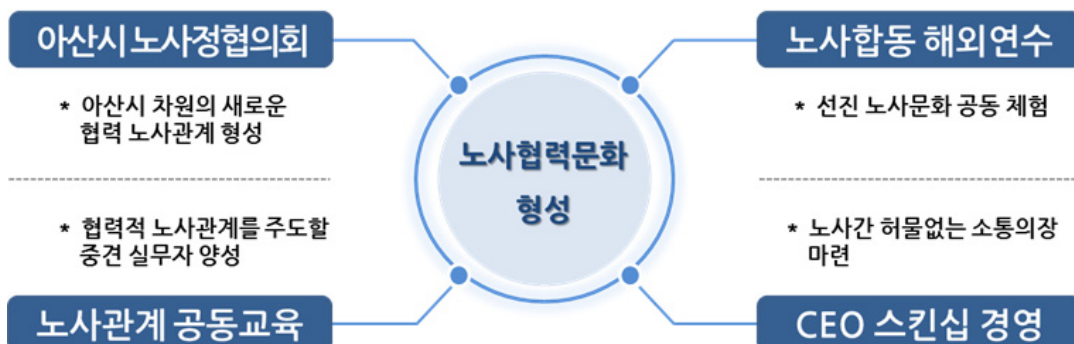 아산시 노사정협의회
* 아산시 차원의 새로운
협력 노사관계 형성
* 협력적 노사관계를 주도할
중견 실무자 양성
노사관계 공동교육
노사협력문화
형성
노사합동 해외연수
* 선진 노사문화 공동 체험
* 노사간 허물없는 소통의장
마련
CEO 스킨십 경영